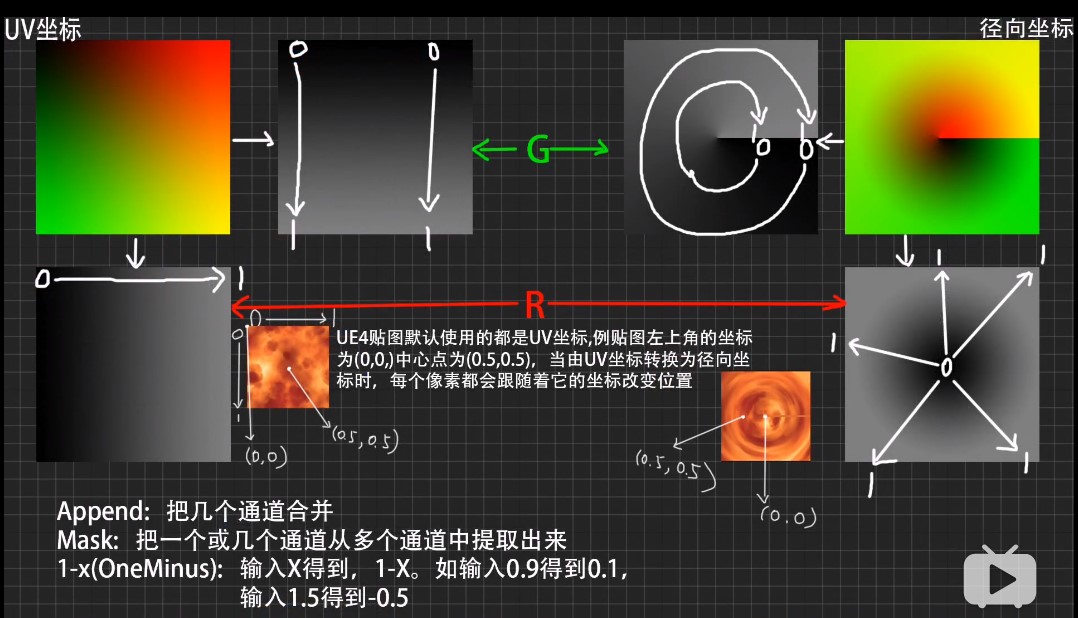 UV坐标
径向坐标
0
0
G
0
0
1
1
0
1
R
1
1
0
1
0
1
UE4贴图默认使用的都是UV坐标,例贴图左上角的坐标
为(0,0,)中心点为(0.5,0.5)，当由UV坐标转换为径向坐
标时，每个像素都会跟随着它的坐标改变位置
1
0
(0.5,0.5)
(0,0)
(0.5,0.5)
(0.0)
1
1
Append：把几个通道合并
Mask：把一个或几个通道从多个通道中提取出来
1-x(OneMinus)：输入X得到，1-X。如输入0.9得到0.1，
输入1.5得到-0.5